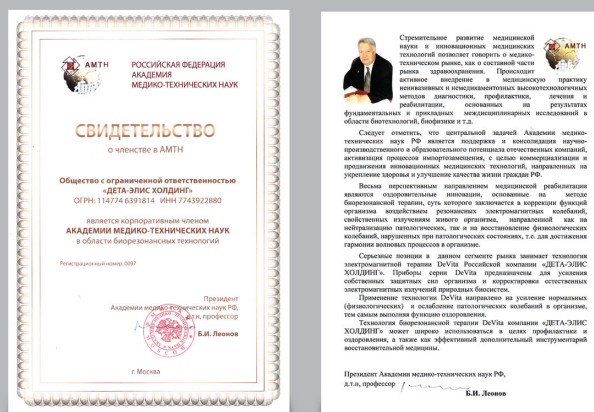 АМТН
РОССИЙСКАЯ ФЕДЕРАЦИЯ
АКАДЕМИЯ
МЕДИКО-ТЕХНИЧЕСКИХ НАУК
СВИДЕТЕЛЬСТВО
о членстве в АМТН
Общество с ограниченной ответственностью
«ДЕТА-ЭЛИС ХОЛДИНГ»
ОГРН: 114774 6391814 ИНН 7743922880
является корпоративным членом
АКАДЕМИИ МЕДИКО-ТЕХНИЧЕСКИХ НАУК
в области биорезонансных технологий
Регистрационный номер: 0097
Президент
Академии медико-технических наук РФ,
д.т.н, профессор
Б.И. Леонов
г. Москва
АМТН
Стремительное развитие медицинской
науки и инновационных медицинских
технологий позволяет говорить о медико-
техническом рынке, как о составной части
рынка здравоохранения. Происходит
активное внедрение в медицинскую практику
неинвазивных и немедикаментозных высокотехнологичных
методов диагностики, профилактики, лечения и
реабилитации, основанных на результатах
фундаментальных и прикладных междисциплинарных исследований в
области биотехнологий, биофизики и т.д.
Следует отметить, что центральной задачей Академии медико-
технических наук РФ является поддержка и консолидация научно-
производственного и образовательного потенциала отечественных компаний,
активизация процессов импортозамещения, с целью коммерциализации и
продвижения инновационных медицинских технологий, направленных на
укрепление здоровья и улучшение качества жизни граждан РФ.
Весьма перспективным направлением медицинской реабилитации
являются оздоровительные инновации, основанные на методе
биорезонансной терапии, суть которого заключается в коррекции функций
организма воздействием резонансных электромагнитных колебаний,
свойственных излучениям живого организма, направленной как на
нейтрализацию патологических, так и на восстановление физиологических
колебаний, нарушенных при патологических состояниях, т.е. для достижения
гармонии волновых процессов в организме.
Серьезные позиции в данном сегменте рынка занимает технология
электромагнитной терапии DeVita Российской компании «ДЕТА-ЭЛИС
ХОЛДИНГ». Приборы серии DeVita предназначены для усиления
собственных защитных сил организма и корректировки естественных
электромагнитных излучений природных биосистем.
Применение технологии DeVita направлено на усиление нормальных
(физиологических) и ослабление патологических колебаний в организме,
тем самым выполняя функцию оздоровления.
Технология биорезонансной терапии DeVita компании «ДЕТА-ЭЛИС
ХОЛДИНГ» может широко использоваться в целях профилактики и
оздоровления, а также как эффективный дополнительный инструментарий
восстановительной медицины.
Президент Академии медико-технических наук РФ,
д.т.н, профессор
Б.И. Леонов